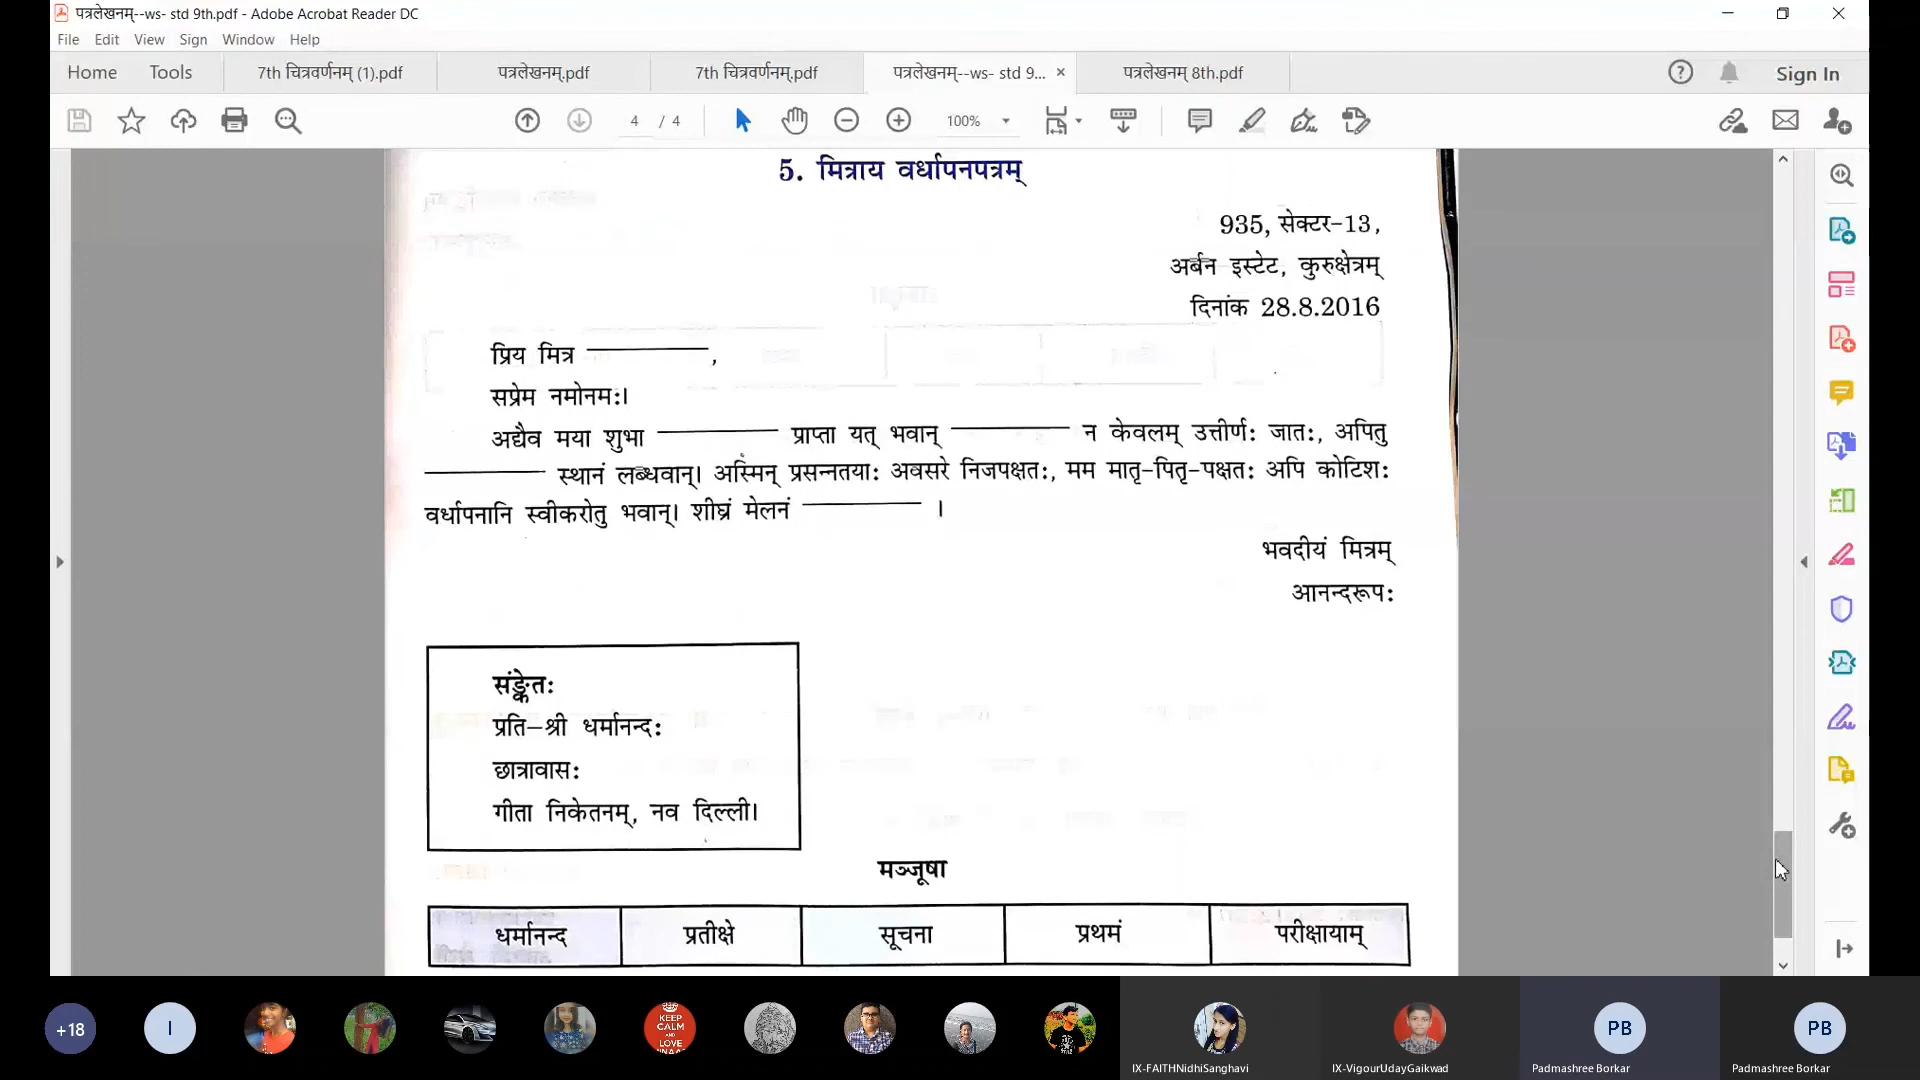 पत्रलेखनम्--ws- std 9th.pdf - Adobe Acrobat Reader DC
File Edit View Sign Window Help
Home Tools 7th चित्रवर्णनम् (1).pdf पत्रलेखनम्.pdf 7th चित्रवर्णनम्.pdf पत्रलेखनम्--ws- std 9... × पत्रलेखनम् 8th.pdf Sign In
4 / 4 100%
5. मित्राय वर्धापनपत्रम्
935, सेक्टर-13,
अर्बन इस्टेट, कुरुक्षेत्रम्
दिनांक 28.8.2016
प्रिय मित्र ————,
सप्रेम नमोनमः।
अद्यैव मया शुभा ———— प्राप्ता यत् भवान् ———— न केवलम् उत्तीर्णः जातः, अपितु
———— स्थानं लब्धवान्। अस्मिन् प्रसन्नतयाः अवसरे निजपक्षतः, मम मातृ-पितृ-पक्षतः अपि कोटिशः
वर्धापनानि स्वीकरोतु भवान्। शीघ्रं मेलनं ———— ।
भवदीयं मित्रम्
आनन्दरूपः
संङ्केतः
प्रति–श्री धर्मानन्दः
छात्रावासः
गीता निकेतनम्, नव दिल्ली।
मञ्जूषा
धर्मानन्द प्रतीक्षे सूचना प्रथमं परीक्षायाम्
+18 I KEEP CALM AND LOVE PB PB
IX-FAITHNidhiSanghavi IX-VigourUdayGaikwad Padmashree Borkar Padmashree Borkar